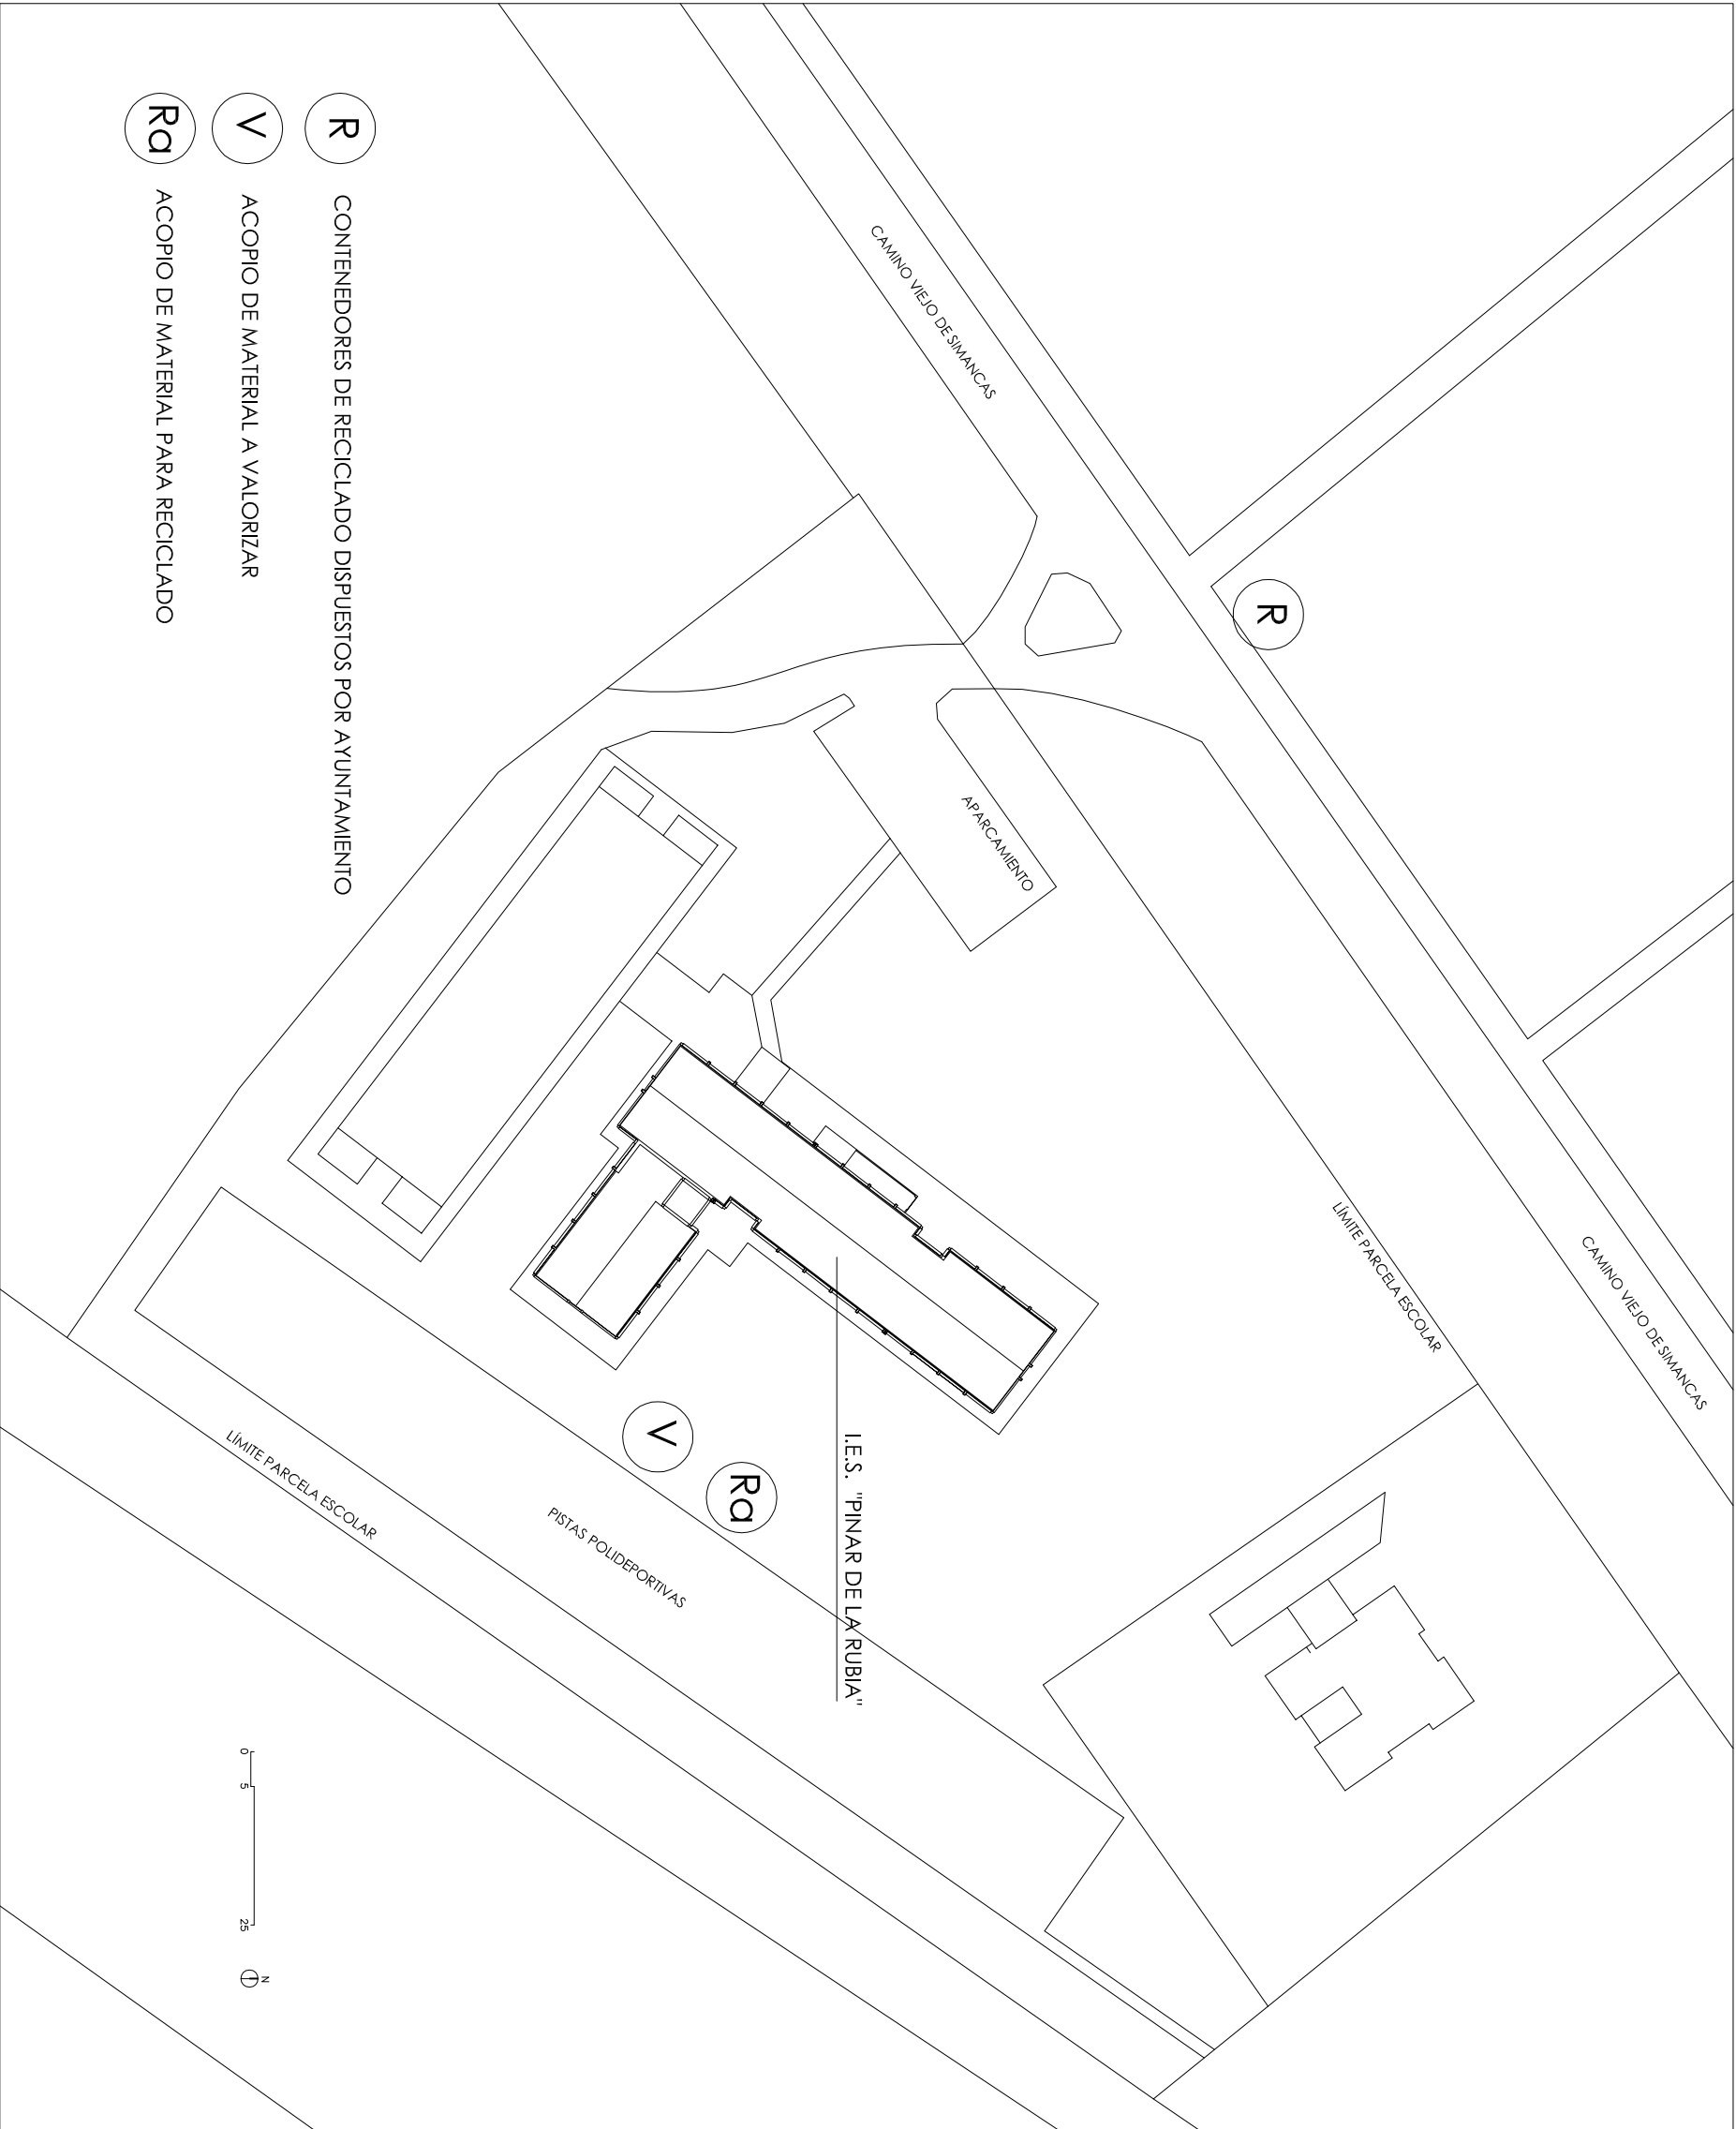 CAMINO VIEJO DE SIMANCAS
R
CAMINO VIEJO DE SIMANCAS
LÍMITE PARCELA ESCOLAR
APARCAMIENTO
I.E.S. "PINAR DE LA RUBIA"
Ra
V
PISTAS POLIDEPORTIVAS
LÍMITE PARCELA ESCOLAR
R CONTENEDORES DE RECICLADO DISPUESTOS POR AYUNTAMIENTO
V ACOPIO DE MATERIAL A VALORIZAR
Ra ACOPIO DE MATERIAL PARA RECICLADO
0 5 25
N